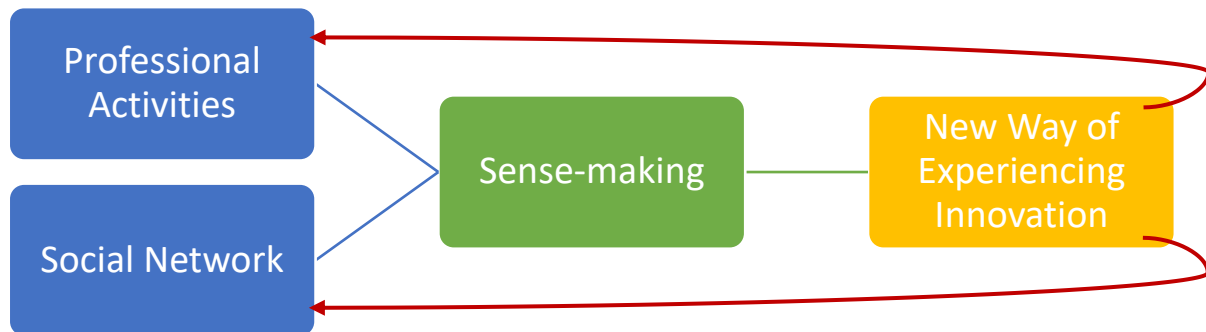 Professional
Activities
Social Network
Sense-making
New Way of
Experiencing
Innovation